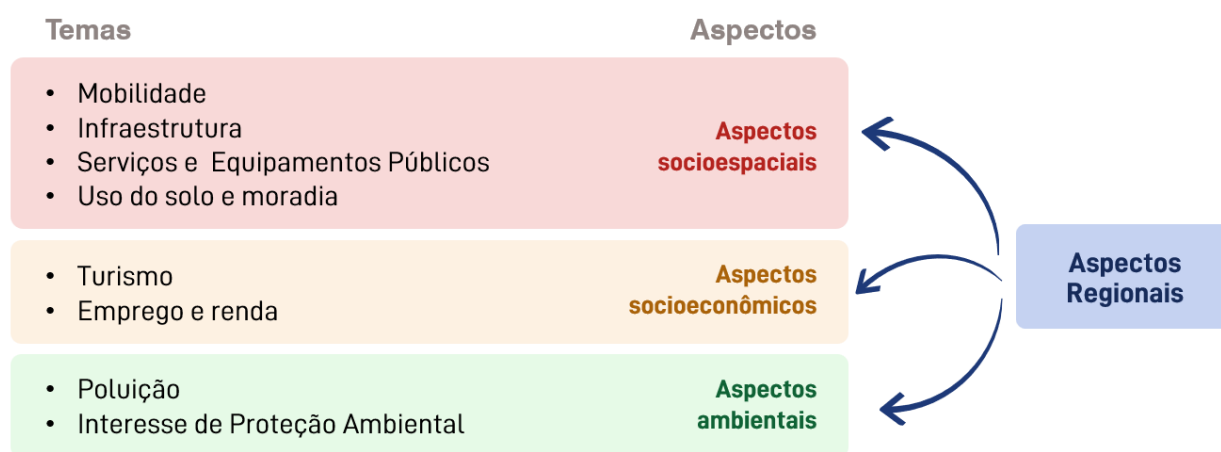 Temas
Aspectos
• Mobilidade
• Infraestrutura
• Serviços e Equipamentos Públicos
• Uso do solo e moradia
Aspectos
socioespaciais
• Turismo
• Emprego e renda
Aspectos
socioeconômicos
• Poluição
• Interesse de Proteção Ambiental
Aspectos
ambientais
Aspectos
Regionais